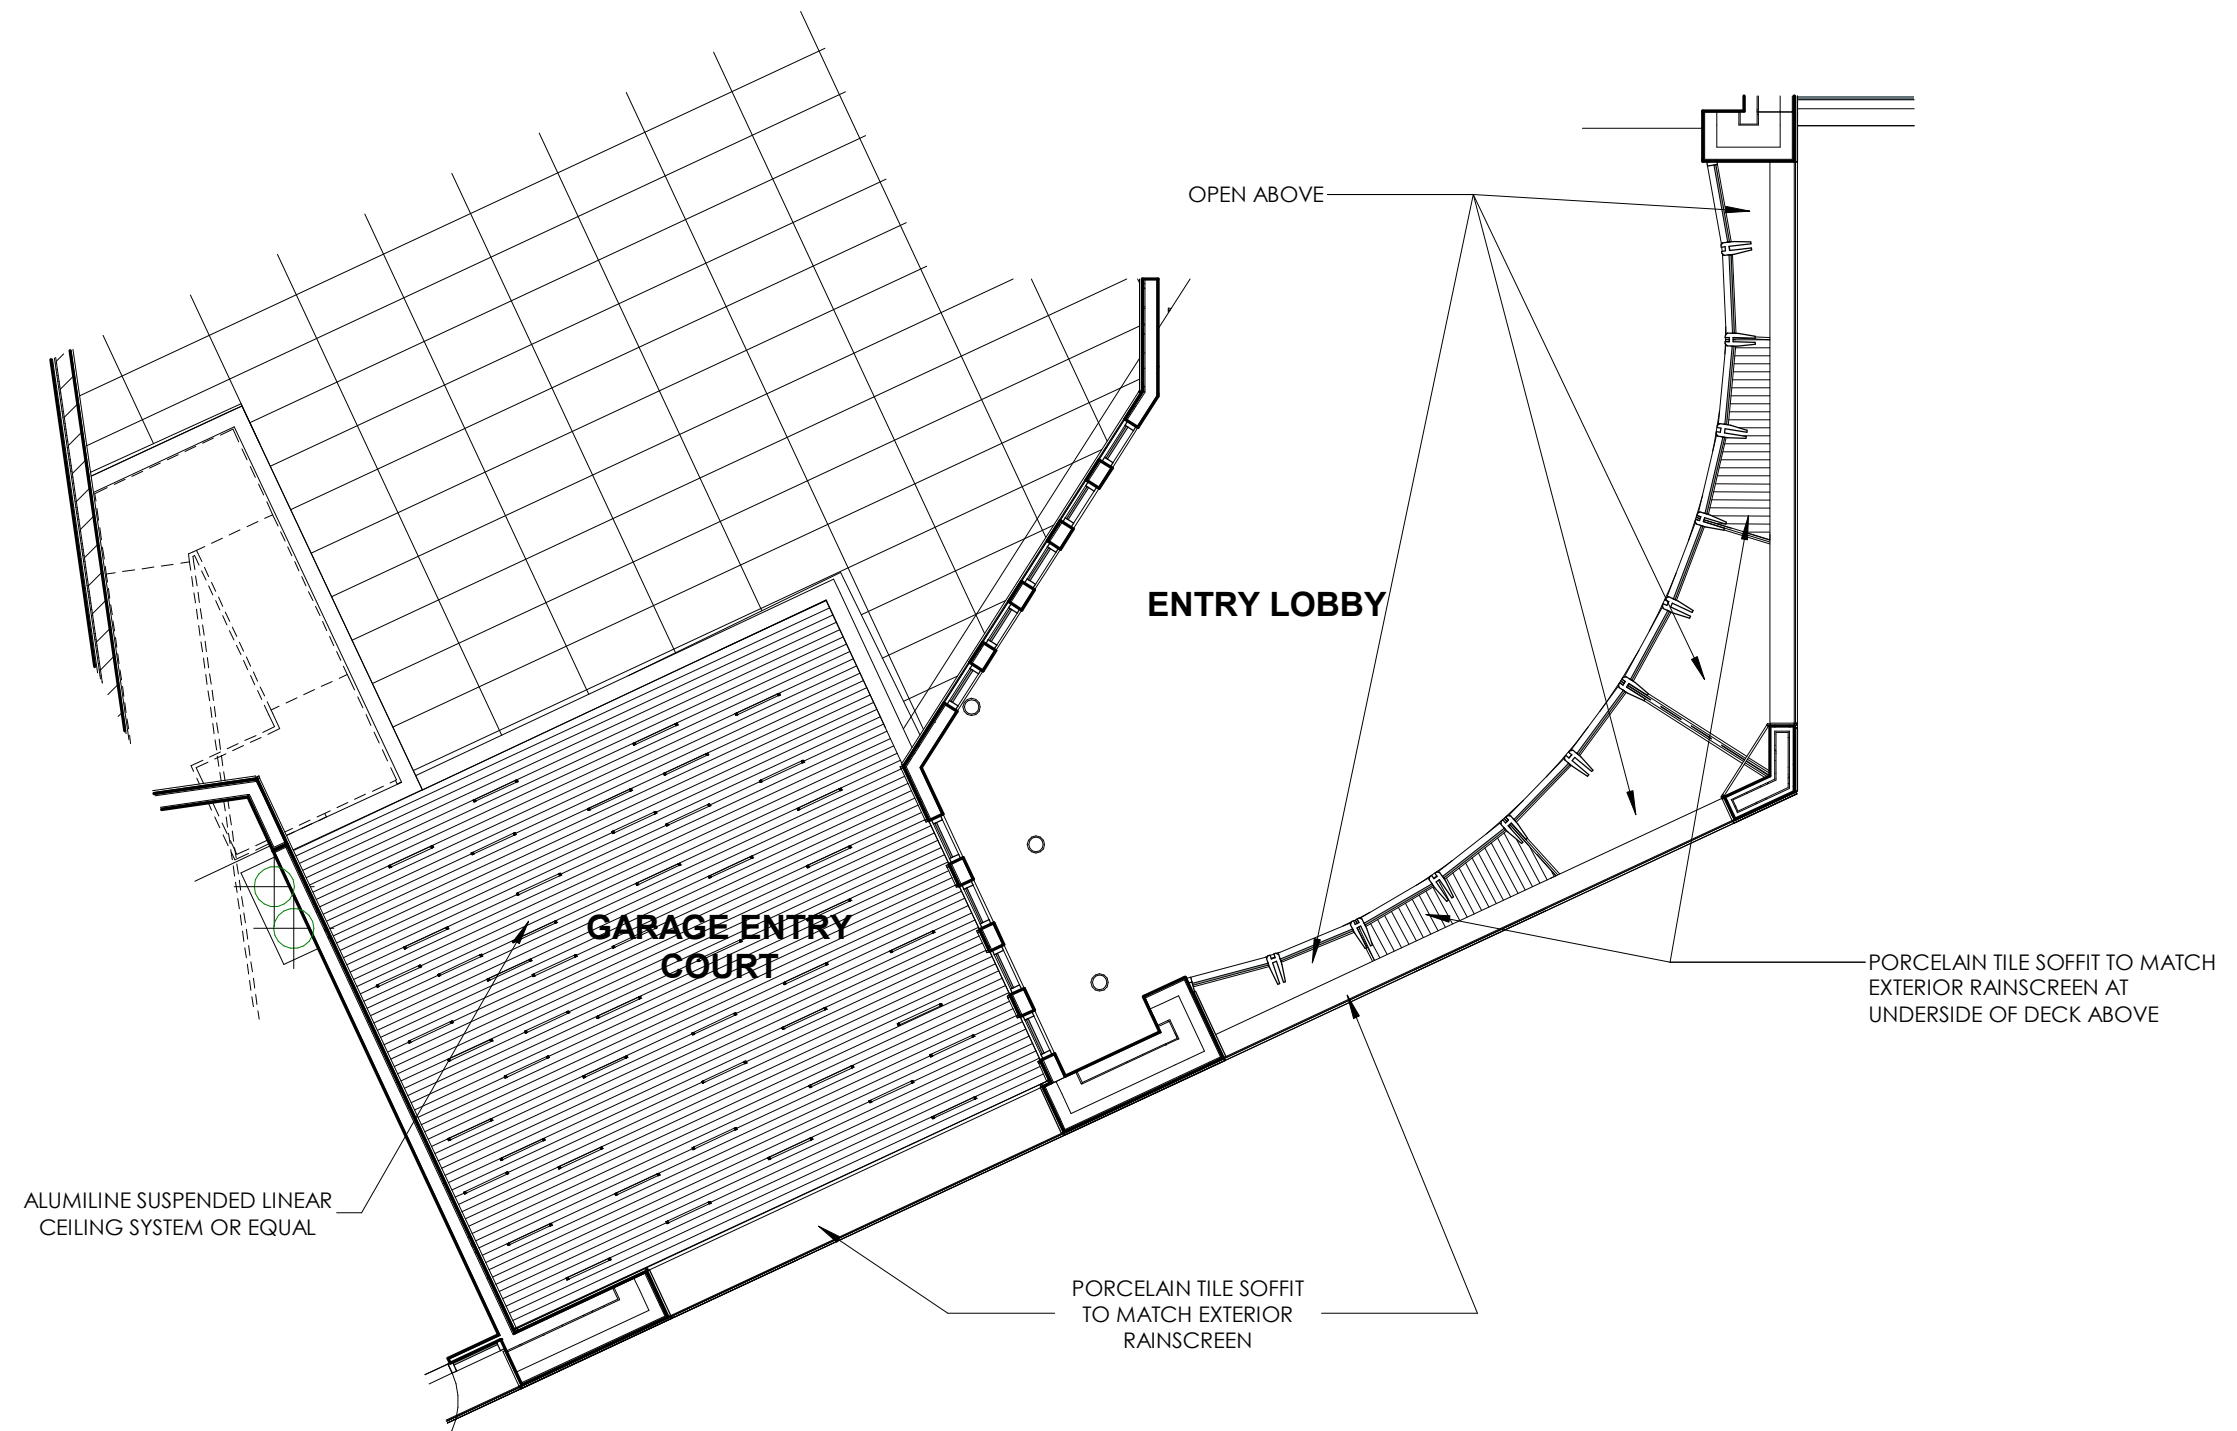 OPEN ABOVE
ENTRY LOBBY
GARAGE ENTRY
COURT
PORCELAIN TILE SOFFIT TO MATCH
EXTERIOR RAINSCREEN AT
UNDERSIDE OF DECK ABOVE
ALUMILINE SUSPENDED LINEAR
CEILING SYSTEM OR EQUAL
PORCELAIN TILE SOFFIT
TO MATCH EXTERIOR
RAINSCREEN